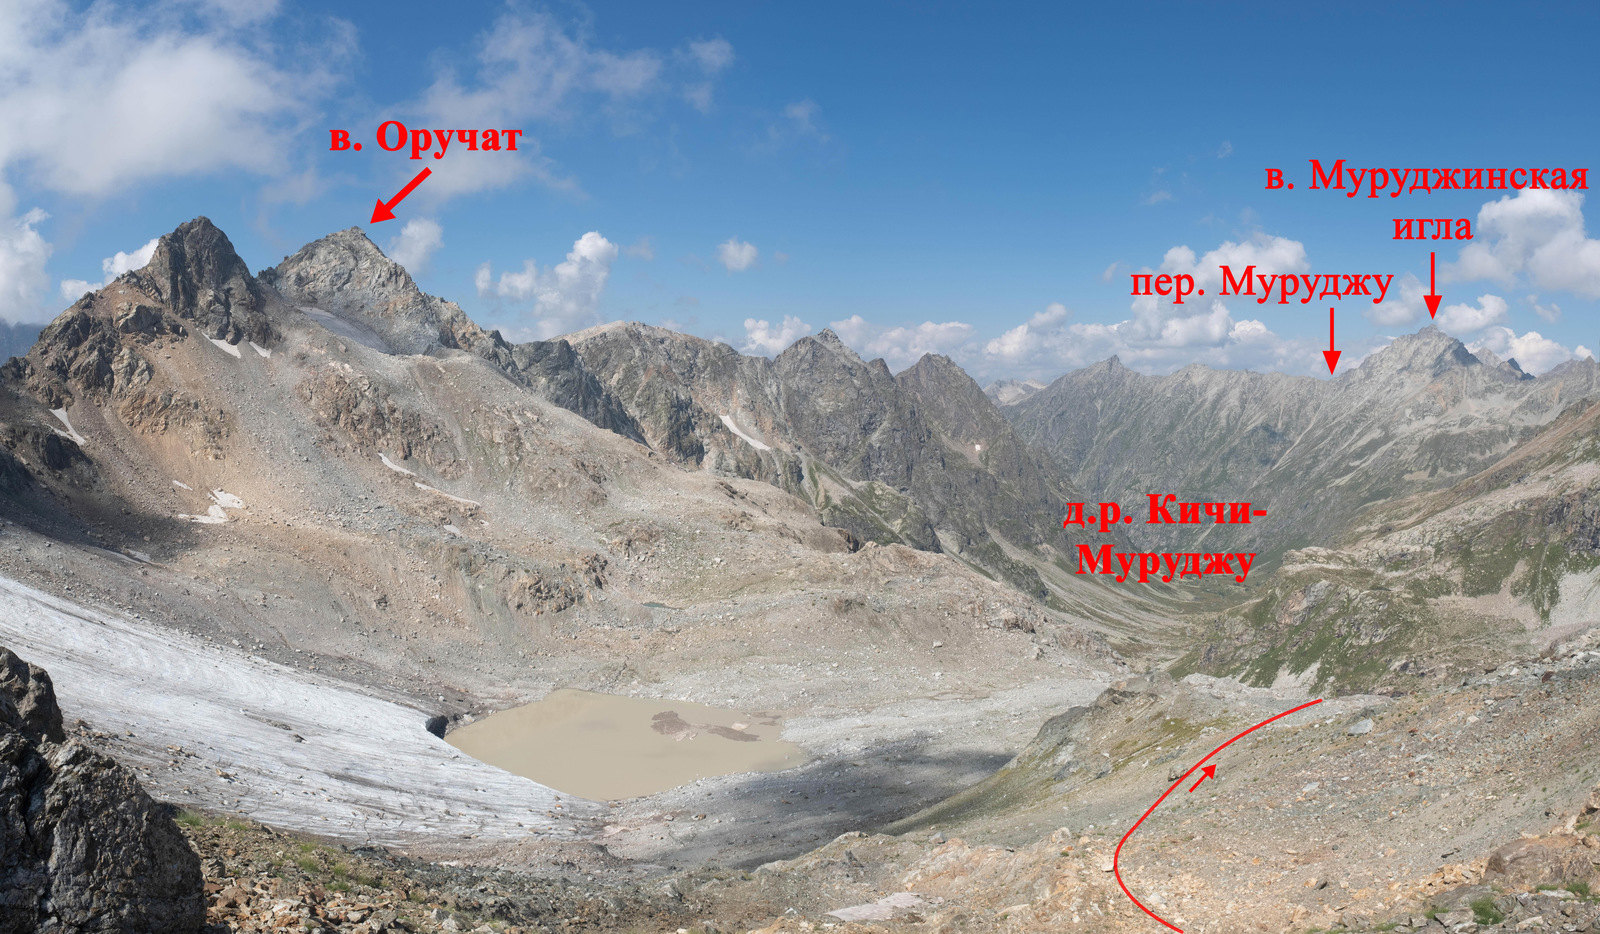 в. Оручат
в. Муруджинская
игла
пер. Муруджу
д.р. Кичи-
Муруджу